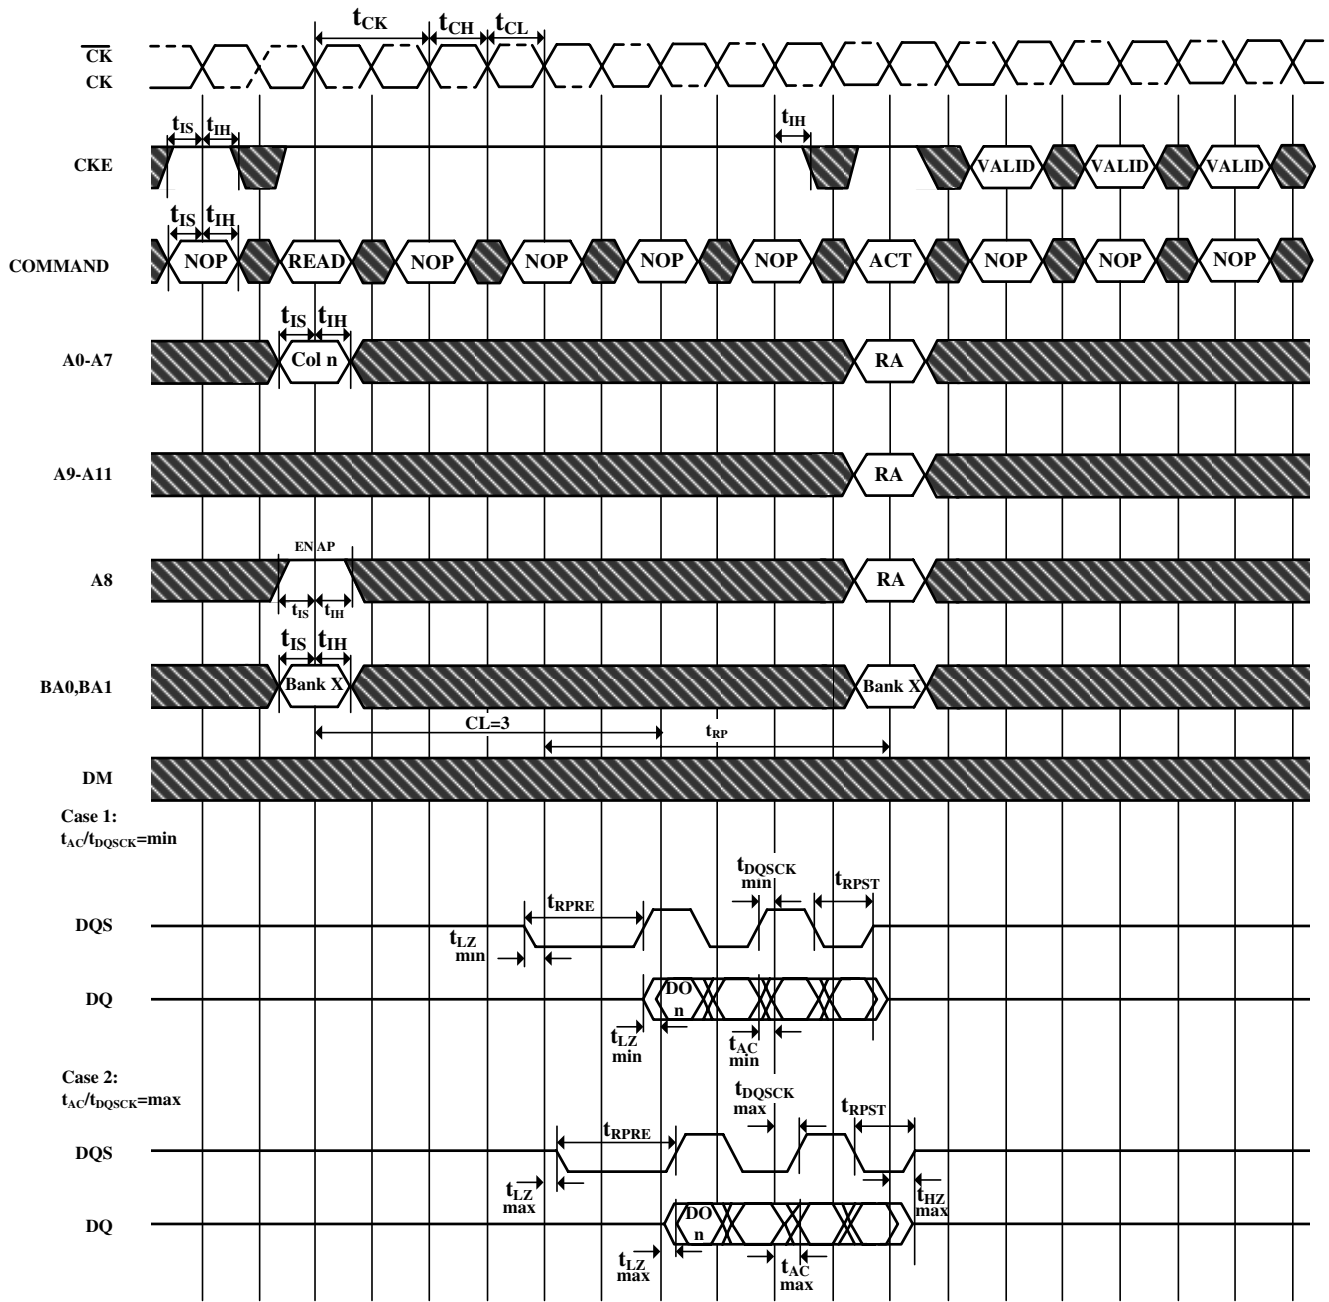 tCK tCH tCL
CK
CK
tIS tIH tIH
CKE VALID VALID VALID
tIS tIH
COMMAND NOP READ NOP NOP NOP NOP ACT NOP NOP NOP
tIS tIH
A0-A7 Col n RA
A9-A11 RA
EN AP
A8 RA
tIS tIH
tIS tIH
BA0,BA1 Bank X Bank X
CL=3 tRP
DM
Case 1:
tAC/tDQSCK=min
tDQSCK min tRPST
tRPRE
DQS
tLZ min
DQ DO n
tLZ min tAC min
Case 2:
tAC/tDQSCK=max
tDQSCK max tRPST
tRPRE
DQS
tLZ max tHZ max
DQ DO n
tLZ max tAC max